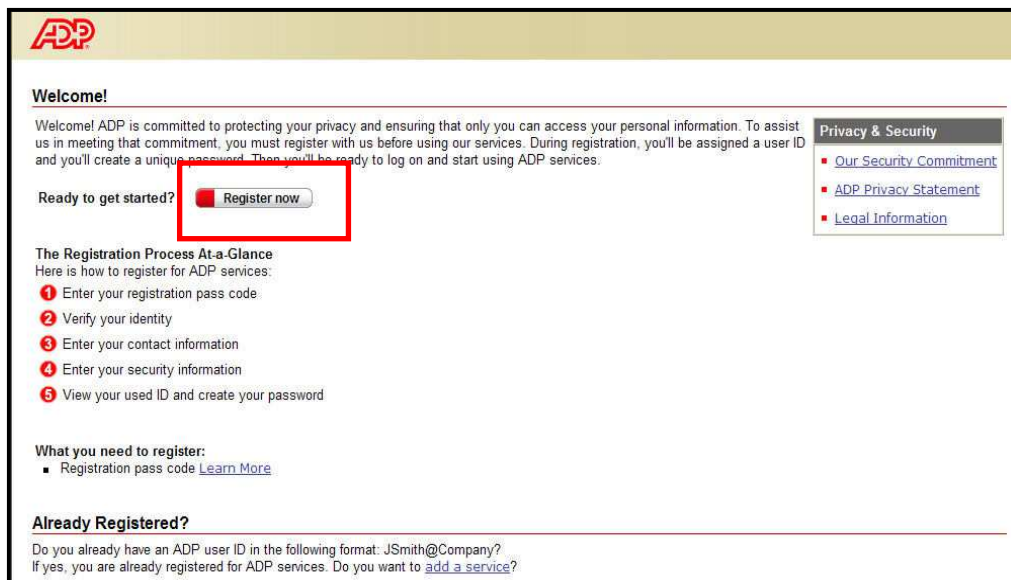 ADP
Welcome!
Welcome! ADP is committed to protecting your privacy and ensuring that only you can access your personal information. To assist
us in meeting that commitment, you must register with us before using our services. During registration, you'll be assigned a user ID
and you'll create a unique password. Then you'll be ready to log on and start using ADP services.
Privacy & Security
Our Security Commitment
ADP Privacy Statement
Legal Information
Ready to get started? Register now
The Registration Process At-a-Glance
Here is how to register for ADP services:
1 Enter your registration pass code
2 Verify your identity
3 Enter your contact information
4 Enter your security information
5 View your used ID and create your password
What you need to register:
Registration pass code Learn More
Already Registered?
Do you already have an ADP user ID in the following format: JSmith@Company?
If yes, you are already registered for ADP services. Do you want to add a service?